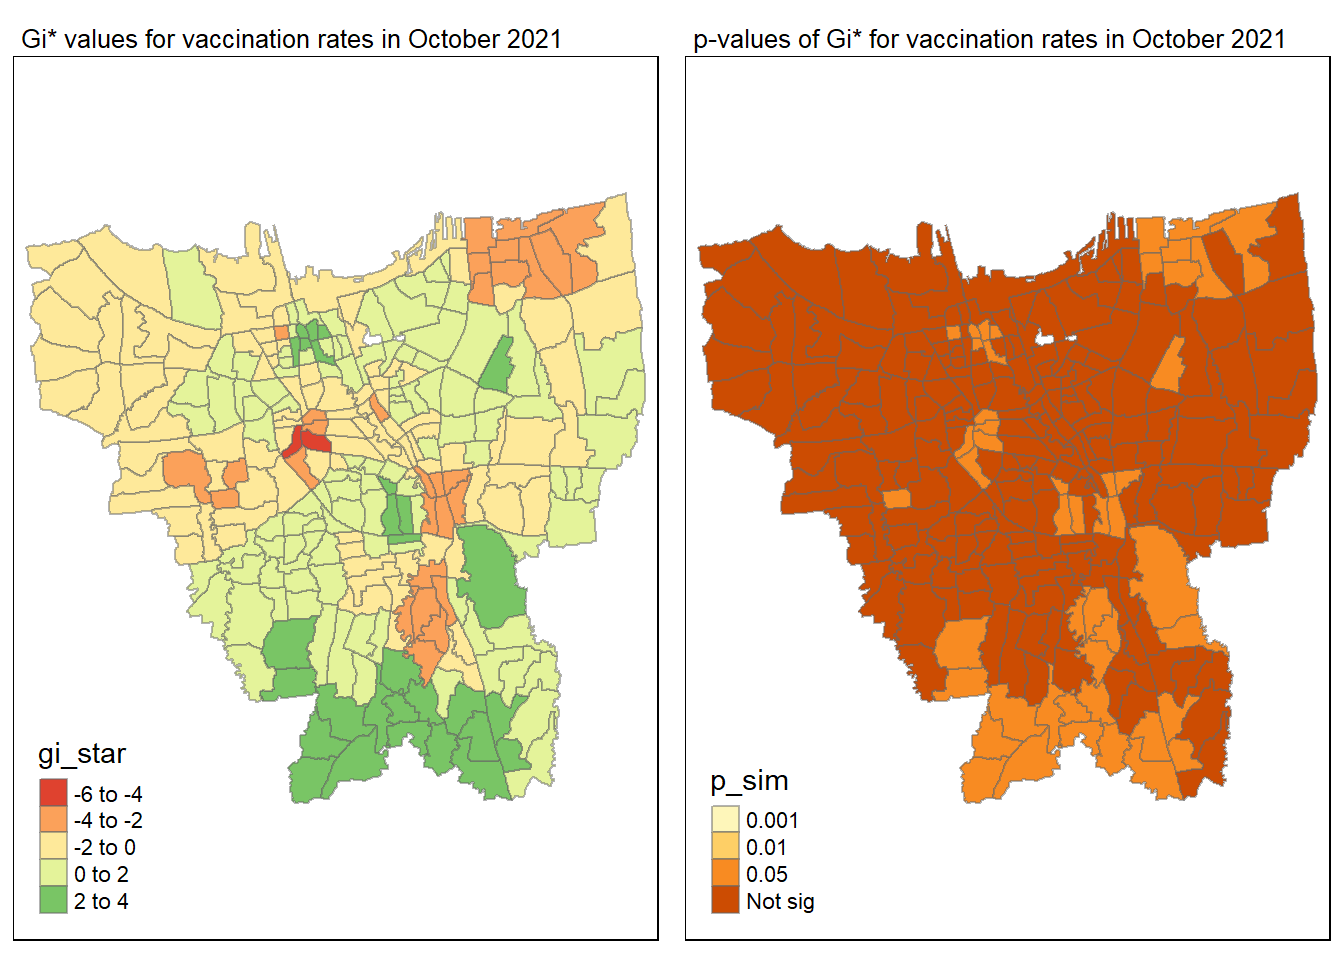 Gi* values for vaccination rates in October 2021
p-values of Gi* for vaccination rates in October 2021
gi_star
-6 to -4
-4 to -2
-2 to 0
0 to 2
2 to 4
p_sim
0.001
0.01
0.05
Not sig